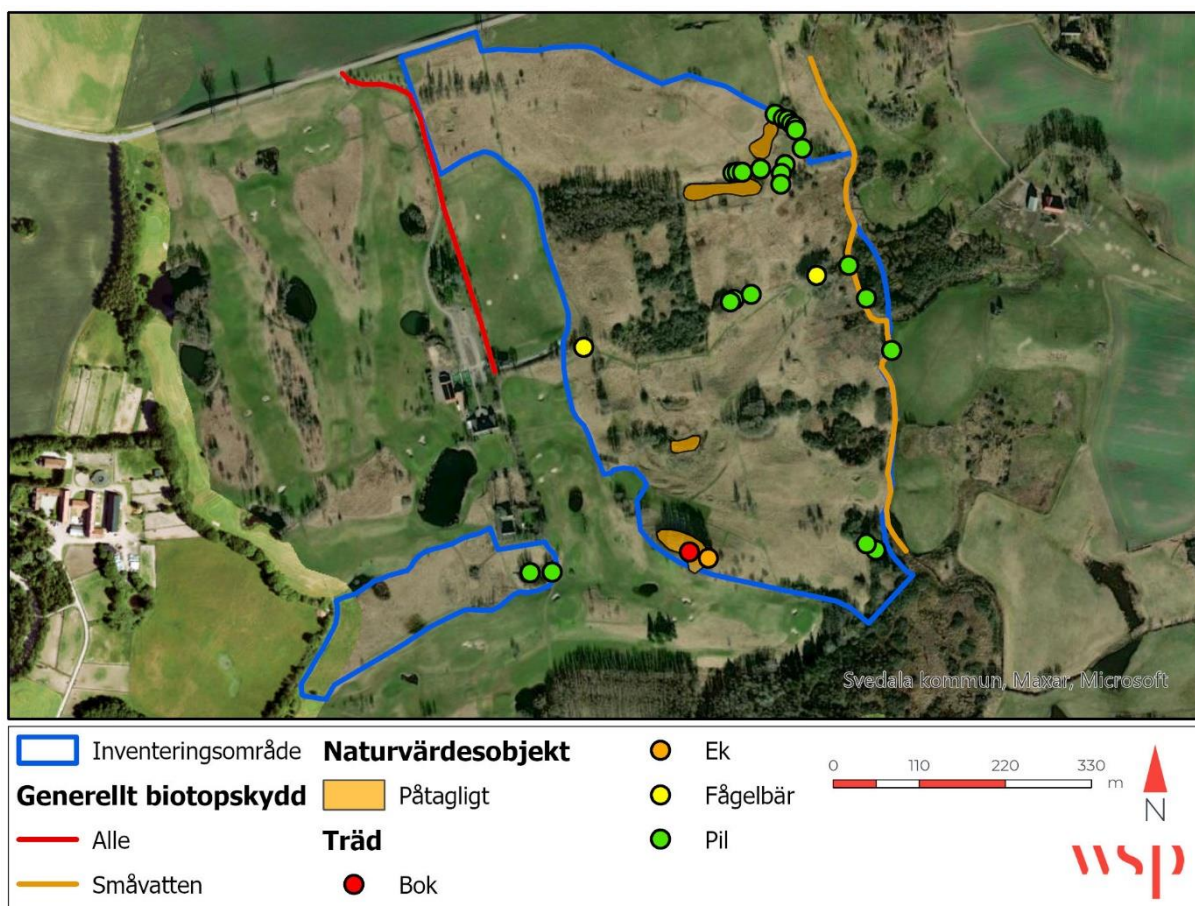 Svedala kommun, Maxar, Microsoft
Inventeringsområde
Generellt biotopskydd
Alle
Småvatten
Naturvärdesobjekt
Påtagligt
Träd
Bok
Ek
Fågelbär
Pil
0 110 220 330
m
N
wsp